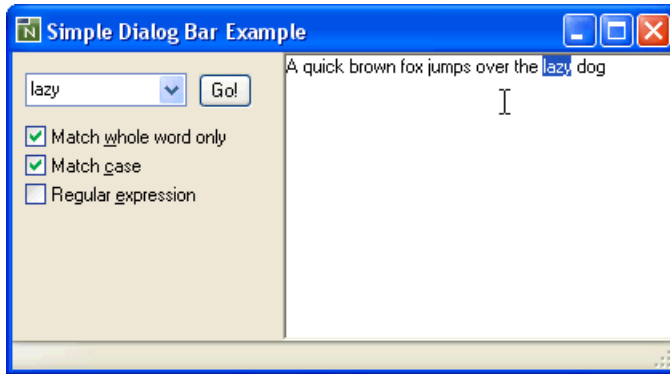 Simple Dialog Bar Example
lazy
Go!
Match whole word only
Match case
Regular expression
A quick brown fox jumps over the lazy dog